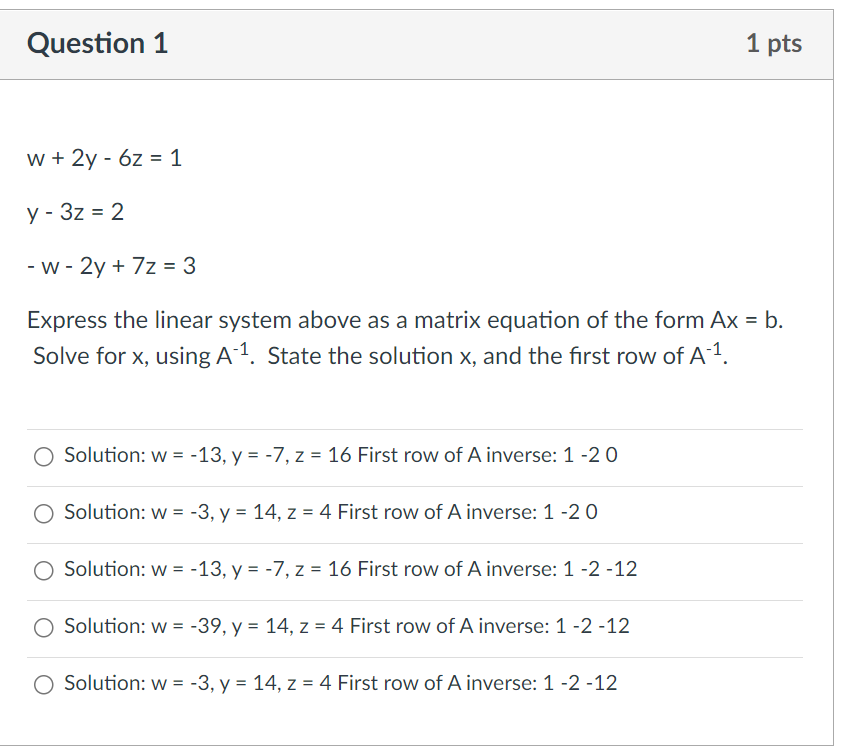 Question 1
1 pts
w + 2y - 6z = 1
y - 3z = 2
- w - 2y + 7z = 3
Express the linear system above as a matrix equation of the form Ax = b.
Solve for x, using A⁻¹. State the solution x, and the first row of A⁻¹.
Solution: w = -13, y = -7, z = 16 First row of A inverse: 1 -2 0
Solution: w = -3, y = 14, z = 4 First row of A inverse: 1 -2 0
Solution: w = -13, y = -7, z = 16 First row of A inverse: 1 -2 -12
Solution: w = -39, y = 14, z = 4 First row of A inverse: 1 -2 -12
Solution: w = -3, y = 14, z = 4 First row of A inverse: 1 -2 -12